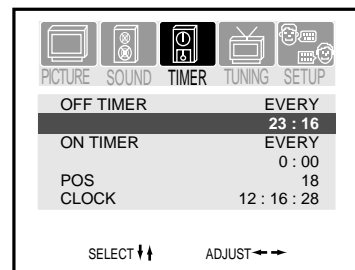 PICTURE SOUND TIMER TUNING SETUP
OFF TIMER EVERY
23 : 16
ON TIMER EVERY
0 : 00
POS 18
CLOCK 12 : 16 : 28
SELECT ADJUST